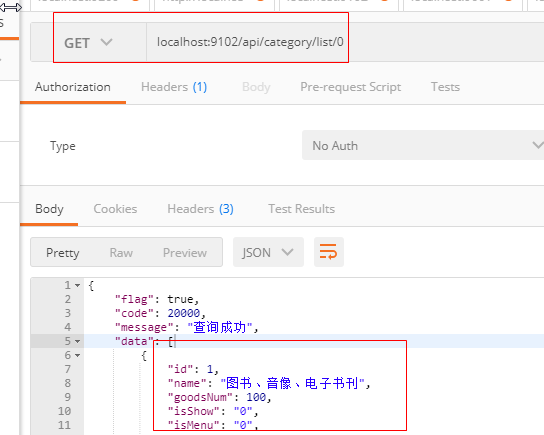 GET localhost:9102/api/category/list/0
Authorization Headers (1) Body Pre-request Script Tests
Type No Auth
Body Cookies Headers (3) Test Results
Pretty Raw Preview JSON
1 {
2 "flag": true,
3 "code": 20000,
4 "message": "查询成功",
5 "data": [
6 {
7 "id": 1,
8 "name": "图书、音像、电子书刊",
9 "goodsNum": 100,
10 "isShow": "0",
11 "isMenu": "0",